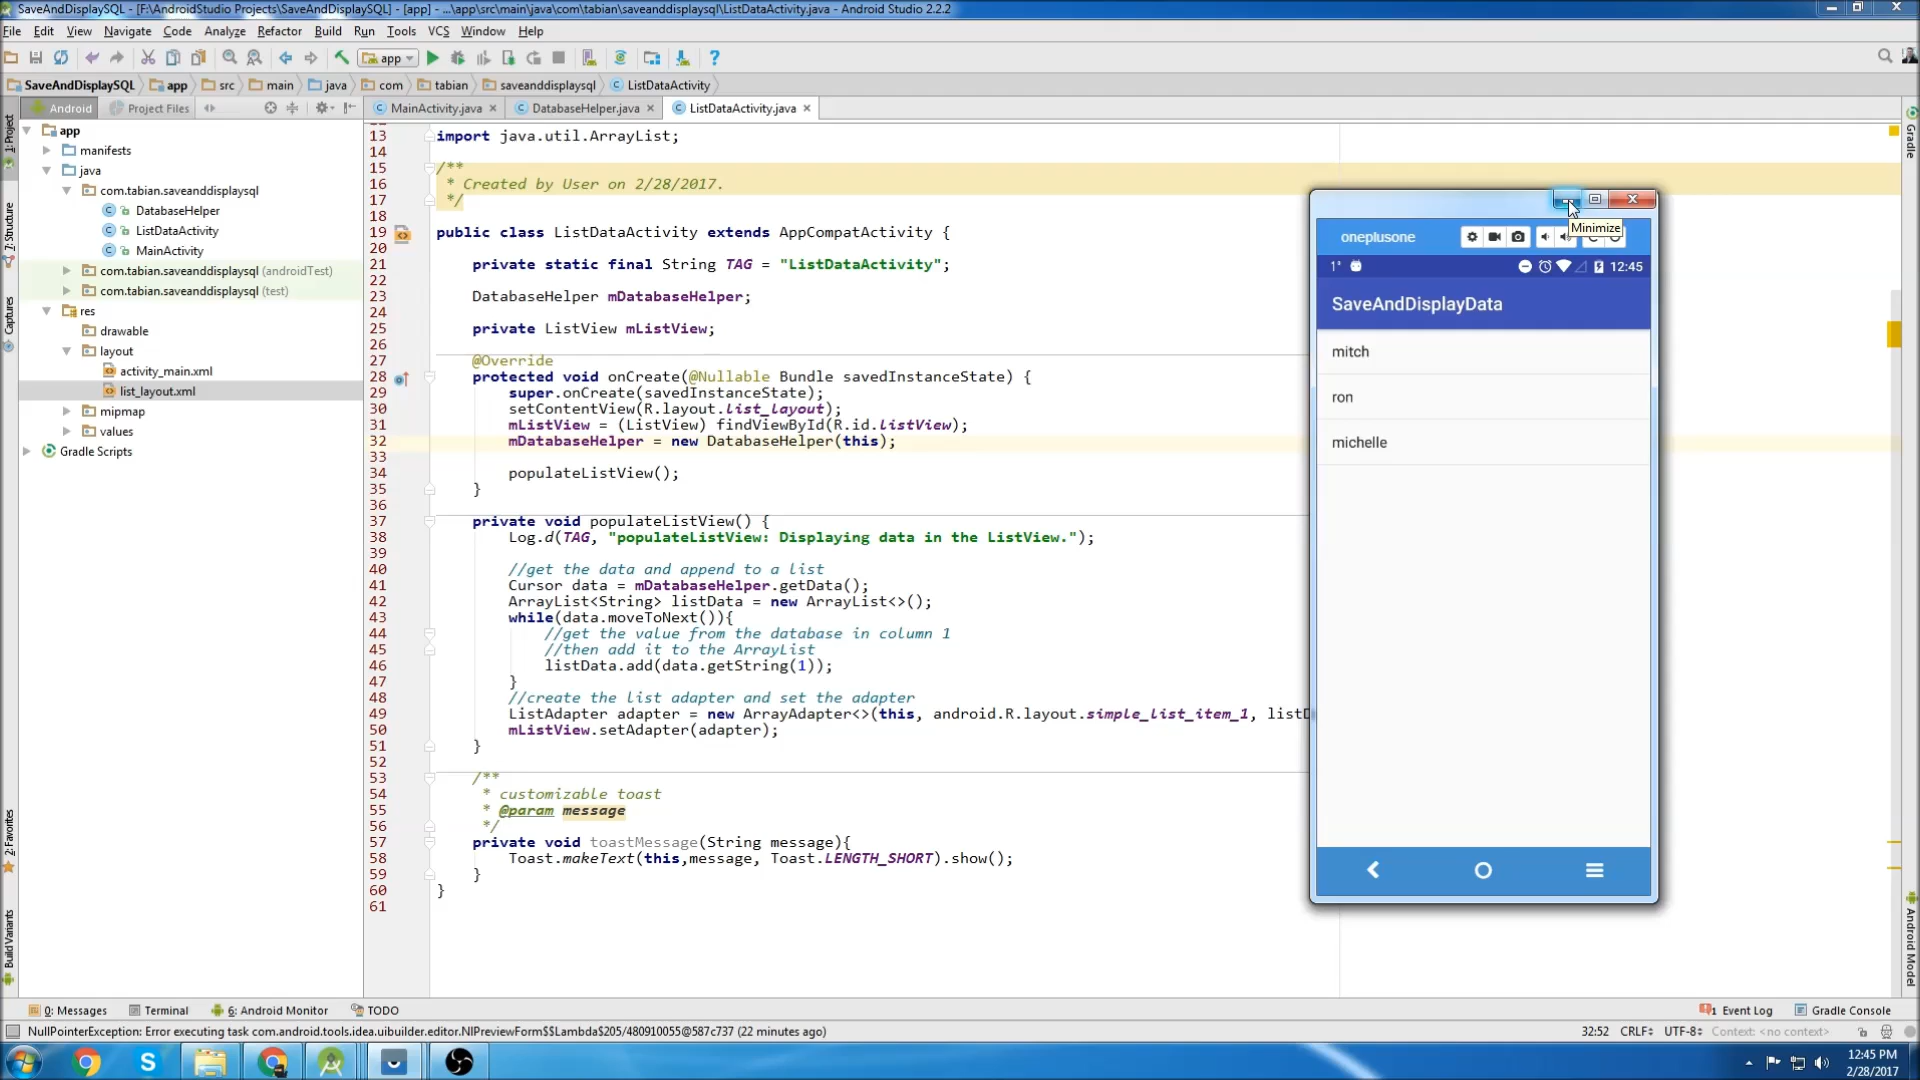 SaveAndDisplaySQL - [F:\AndroidStudio Projects\SaveAndDisplaySQL] - [app] - ...\app\src\main\java\com\tabian\saveanddisplaysql\ListDataActivity.java - Android Studio 2.2.2
File Edit View Navigate Code Analyze Refactor Build Run Tools VCS Window Help
app
SaveAndDisplaySQL app src main java com tabian saveanddisplaysql ListDataActivity
Android Project Files MainActivity.java DatabaseHelper.java ListDataActivity.java
1: Project
7: Structure
Captures
2: Favorites
Build Variants
app
manifests
java
com.tabian.saveanddisplaysql
DatabaseHelper
ListDataActivity
MainActivity
com.tabian.saveanddisplaysql (androidTest)
com.tabian.saveanddisplaysql (test)
res
drawable
layout
activity_main.xml
list_layout.xml
mipmap
values
Gradle Scripts
13 import java.util.ArrayList;
14
15 /**
16 * Created by User on 2/28/2017.
17 */
18
19 public class ListDataActivity extends AppCompatActivity {
20
21 private static final String TAG = "ListDataActivity";
22
23 DatabaseHelper mDatabaseHelper;
24
25 private ListView mListView;
26
27 @Override
28 protected void onCreate(@Nullable Bundle savedInstanceState) {
29 super.onCreate(savedInstanceState);
30 setContentView(R.layout.list_layout);
31 mListView = (ListView) findViewById(R.id.listView);
32 mDatabaseHelper = new DatabaseHelper(this);
33
34 populateListView();
35 }
36
37 private void populateListView() {
38 Log.d(TAG, "populateListView: Displaying data in the ListView.");
39
40 //get the data and append to a list
41 Cursor data = mDatabaseHelper.getData();
42 ArrayList<String> listData = new ArrayList<>();
43 while(data.moveToNext()){
44 //get the value from the database in column 1
45 //then add it to the ArrayList
46 listData.add(data.getString(1));
47 }
48 //create the list adapter and set the adapter
49 ListAdapter adapter = new ArrayAdapter<>(this, android.R.layout.simple_list_item_1, listD
50 mListView.setAdapter(adapter);
51 }
52
53 /**
54 * customizable toast
55 * @param message
56 */
57 private void toastMessage(String message){
58 Toast.makeText(this,message, Toast.LENGTH_SHORT).show();
59 }
60 }
61
Minimize
oneplusone
1° 12:45
SaveAndDisplayData
mitch
ron
michelle
Gradle
Android Model
0: Messages Terminal 6: Android Monitor TODO 1 Event Log Gradle Console
NullPointerException: Error executing task com.android.tools.idea.uibuilder.editor.NlPreviewForm$$Lambda$205/480910055@587c737 (22 minutes ago) 32:52 CRLF UTF-8 Context: <no context>
12:45 PM
2/28/2017